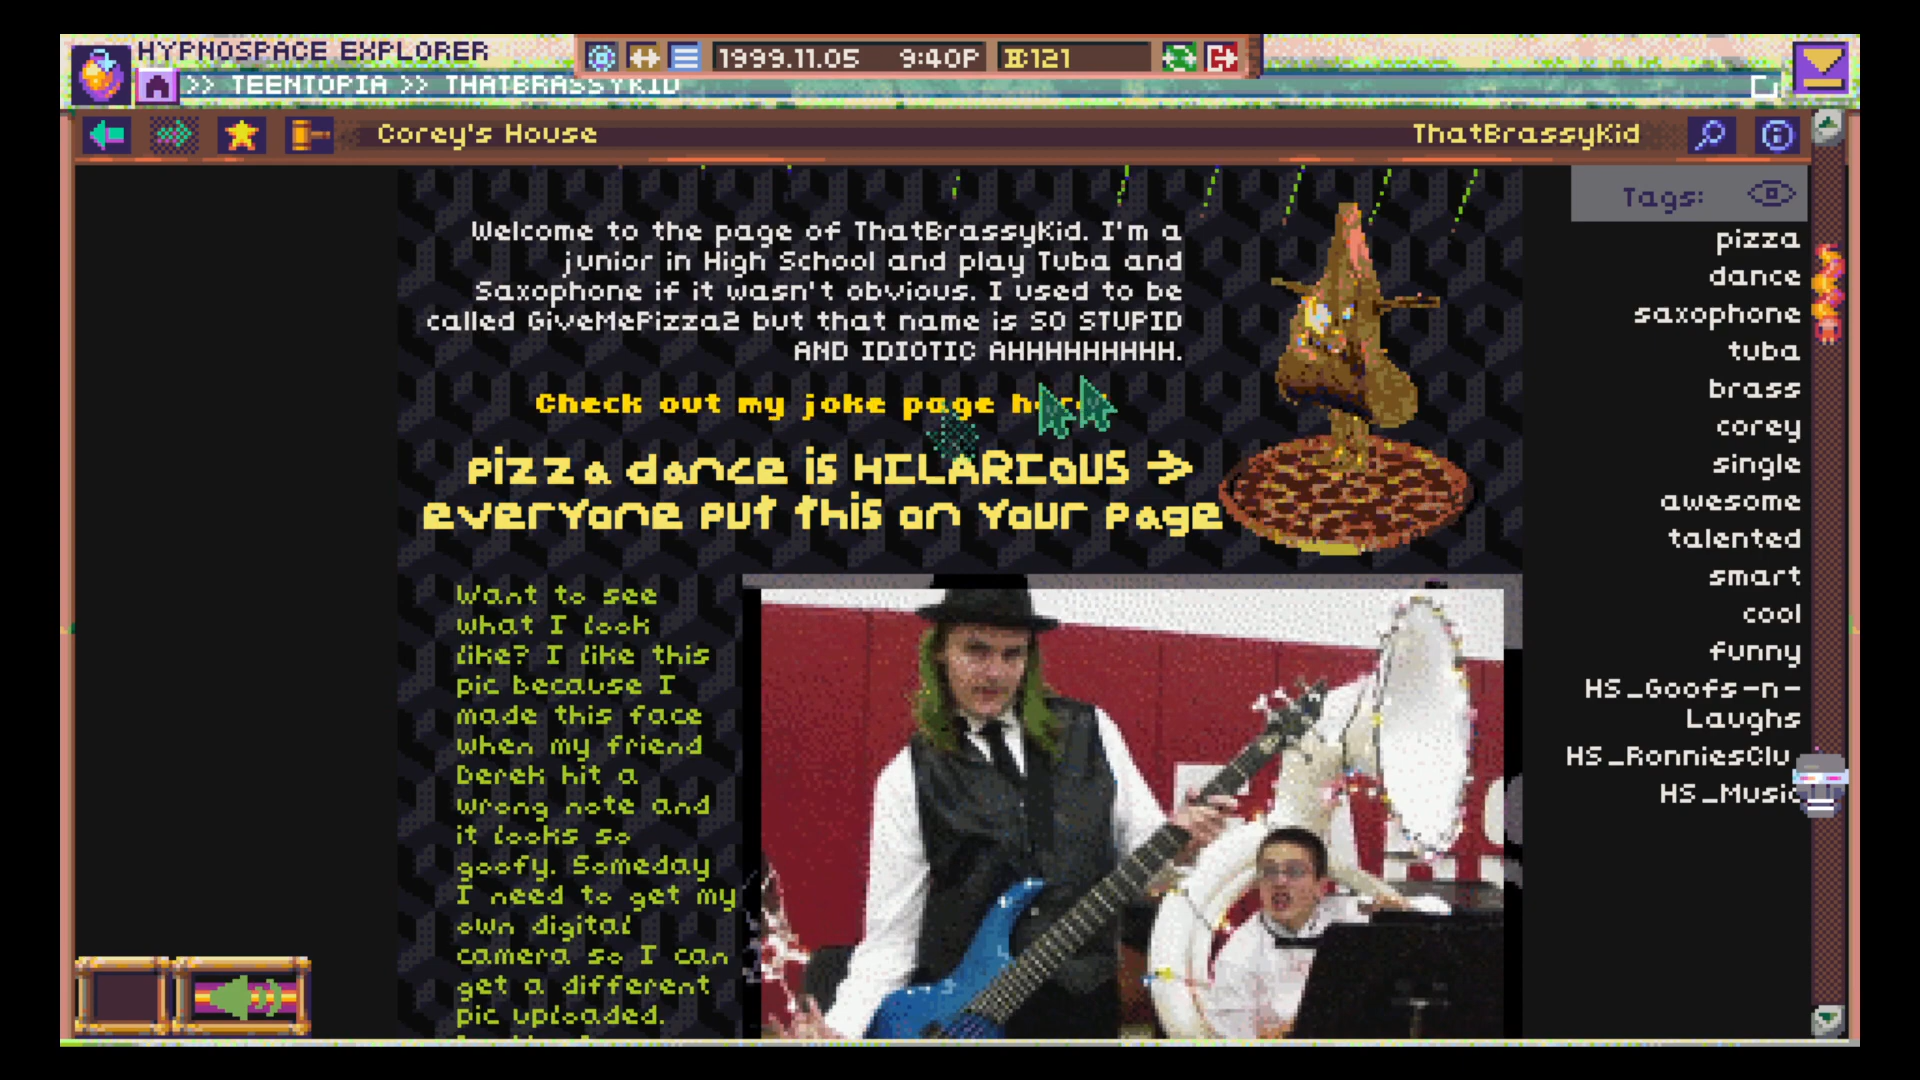 HYPNOSPACE EXPLORER
1999.11.05 9:40P 121
>> TEENTOPIA >> THATBRASSYKID
Corey's House
ThatBrassyKid
Welcome to the page of ThatBrassyKid. I'm a
junior in High School and play Tuba and
Saxophone if it wasn't obvious. I used to be
called GiveMePizza2 but that name is SO STUPID
AND IDIOTIC AHHHHHHHHH.
Check out my joke page here
pizza dance is HILARIOUS →
everyone put this on your page
Want to see
what I look
like? I like this
pic because I
made this face
when my friend
Derek hit a
wrong note and
it looks so
goofy. Someday
I need to get my
own digital
camera so I can
get a different
pic uploaded.
Tags:
pizza
dance
saxophone
tuba
brass
corey
single
awesome
talented
smart
cool
funny
HS_Goofs-n-
Laughs
HS_RonniesClu
HS_Music